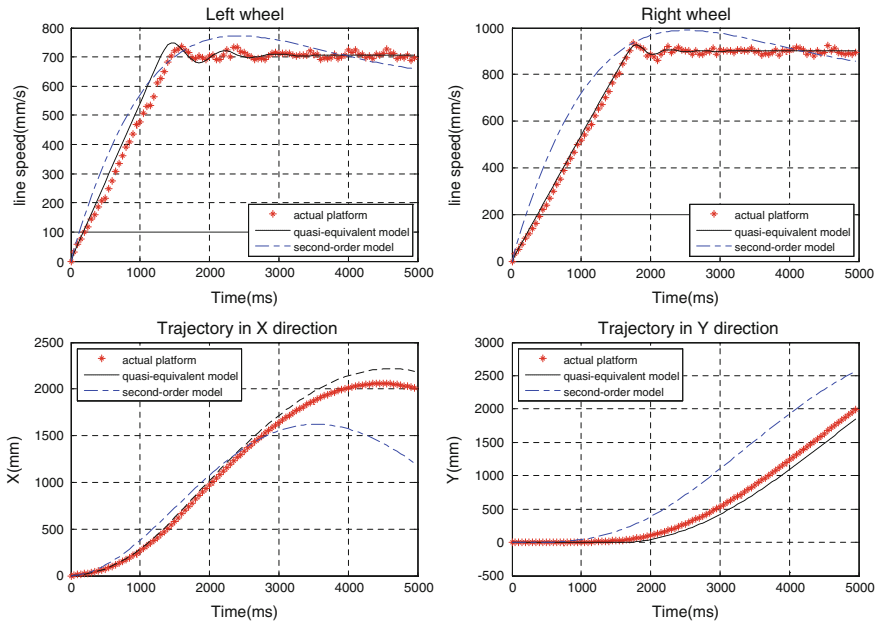 Left wheel
800
700
600
500
400
300
200
100
0
line speed(mm/s)
actual platform
quasi-equivalent model
second-order model
0 1000 2000 3000 4000 5000
Time(ms)
Right wheel
1000
800
600
400
200
0
line speed(mm/s)
actual platform
quasi-equivalent model
second-order model
0 1000 2000 3000 4000 5000
Time(ms)
Trajectory in X direction
2500
2000
1500
1000
500
0
X(mm)
actual platform
quasi-equivalent model
second-order model
0 1000 2000 3000 4000 5000
Time(ms)
Trajectory in Y direction
3000
2500
2000
1500
1000
500
0
-500
Y(mm)
actual platform
quasi-equivalent model
second-order model
0 1000 2000 3000 4000 5000
Time(ms)